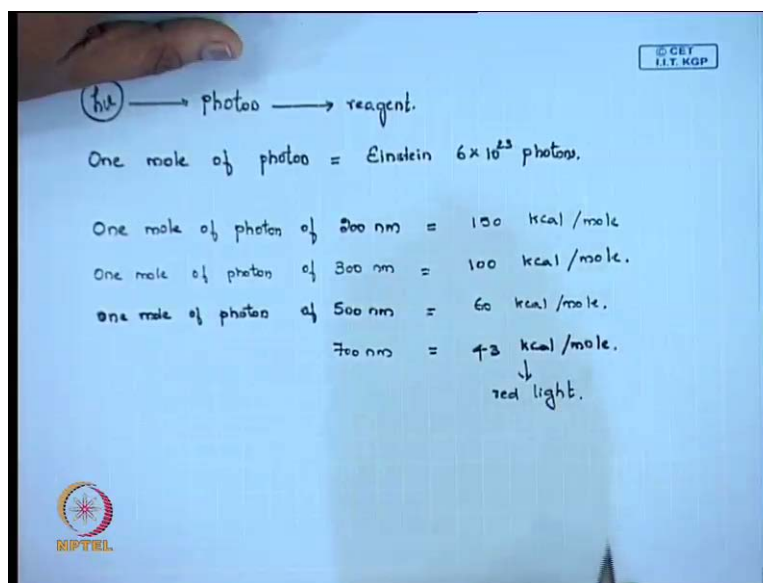 © CET
I.I.T. KGP
hν → photon → reagent.
One mole of photon = Einstein 6 × 10²³ photons.
One mole of photon of 200 nm = 150 kcal/mole
One mole of photon of 300 nm = 100 kcal/mole.
one mole of photon of 500 nm = 60 kcal/mole.
700 nm = 43 kcal/mole.
↓
red light.
NPTEL